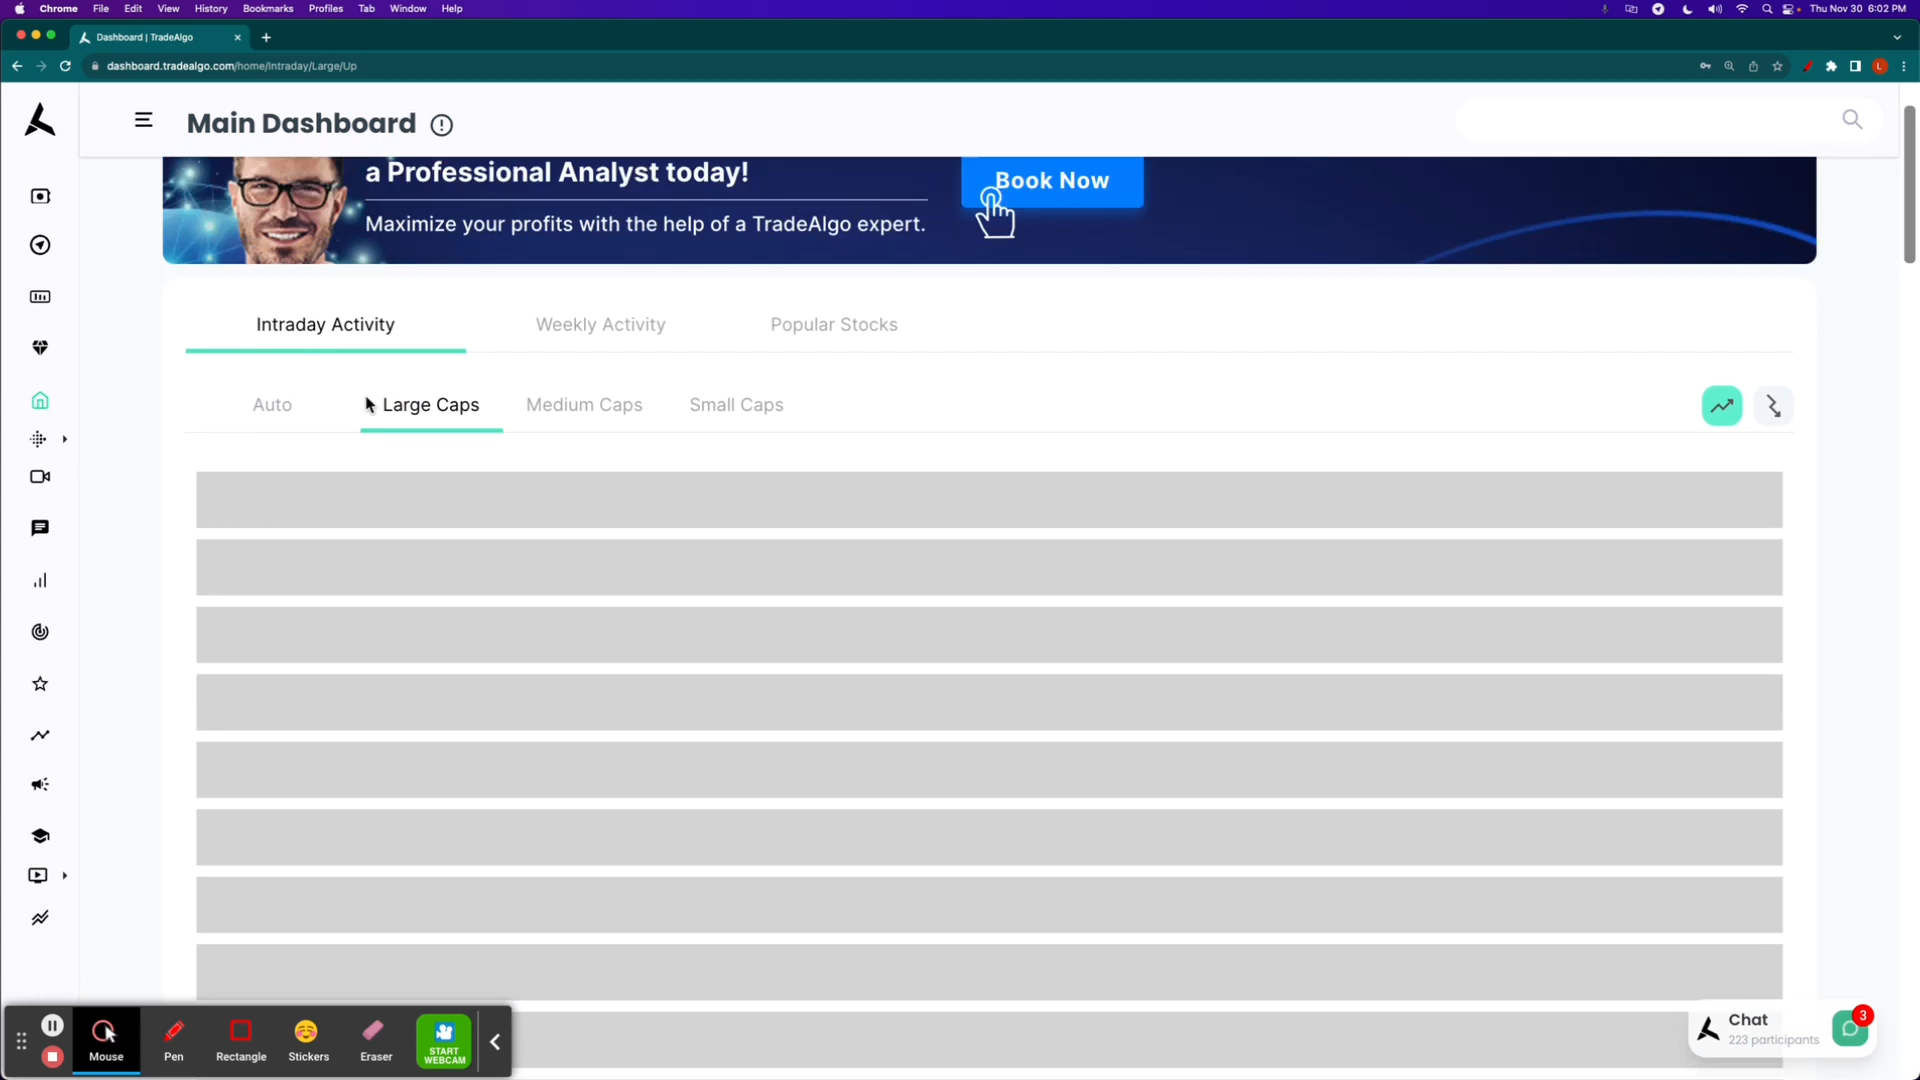 Chrome File Edit View History Bookmarks Profiles Tab Window Help Thu Nov 30 6:02 PM
Dashboard | TradeAlgo
dashboard.tradealgo.com/home/Intraday/Large/Up
L
Main Dashboard
a Professional Analyst today!
Book Now
Maximize your profits with the help of a TradeAlgo expert.
Intraday Activity Weekly Activity Popular Stocks
Auto Large Caps Medium Caps Small Caps
Chat
223 participants
3
Mouse Pen Rectangle Stickers Eraser
START
WEBCAM